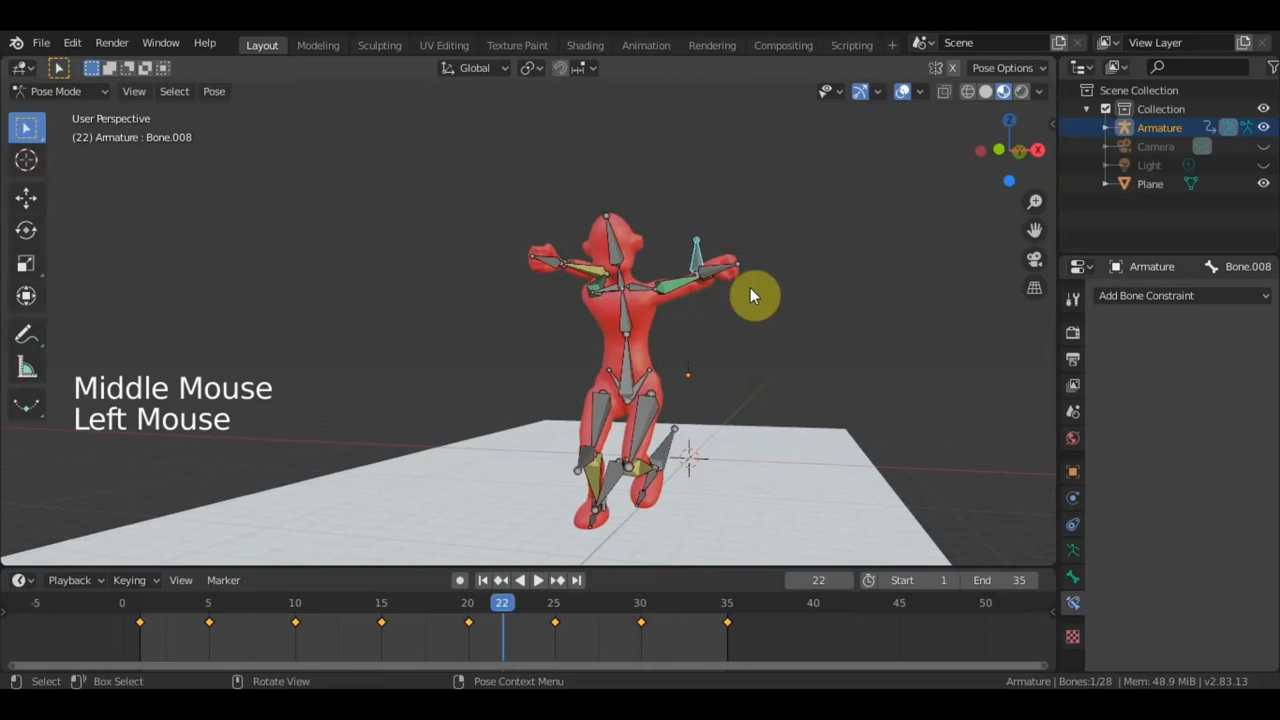 File Edit Render Window Help Layout Modeling Sculpting UV Editing Texture Paint Shading Animation Rendering Compositing Scripting + Scene View Layer
Global Pose Options
Pose Mode View Select Pose
User Perspective
(22) Armature : Bone.008
Z
X
Y
Scene Collection
Collection
Armature
Camera
Light
Plane
Armature Bone.008
Add Bone Constraint
Middle Mouse
Left Mouse
Playback Keying View Marker 22 Start 1 End 35
-5 0 5 10 15 20 22 25 30 35 40 45 50
Select Box Select Rotate View Pose Context Menu Armature | Bones:1/28 | Mem: 48.9 MiB | v2.83.13